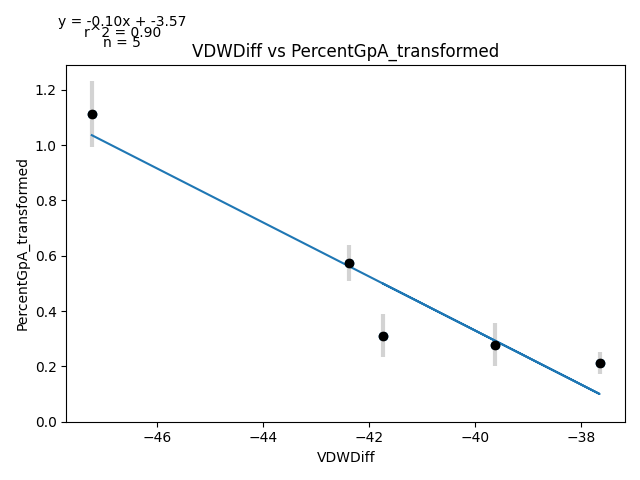 y = -0.10x + -3.57
r^2 = 0.90
n = 5
VDWDiff vs PercentGpA_transformed
PercentGpA_transformed
1.2
1.0
0.8
0.6
0.4
0.2
0.0
−46
−44
−42
−40
−38
VDWDiff